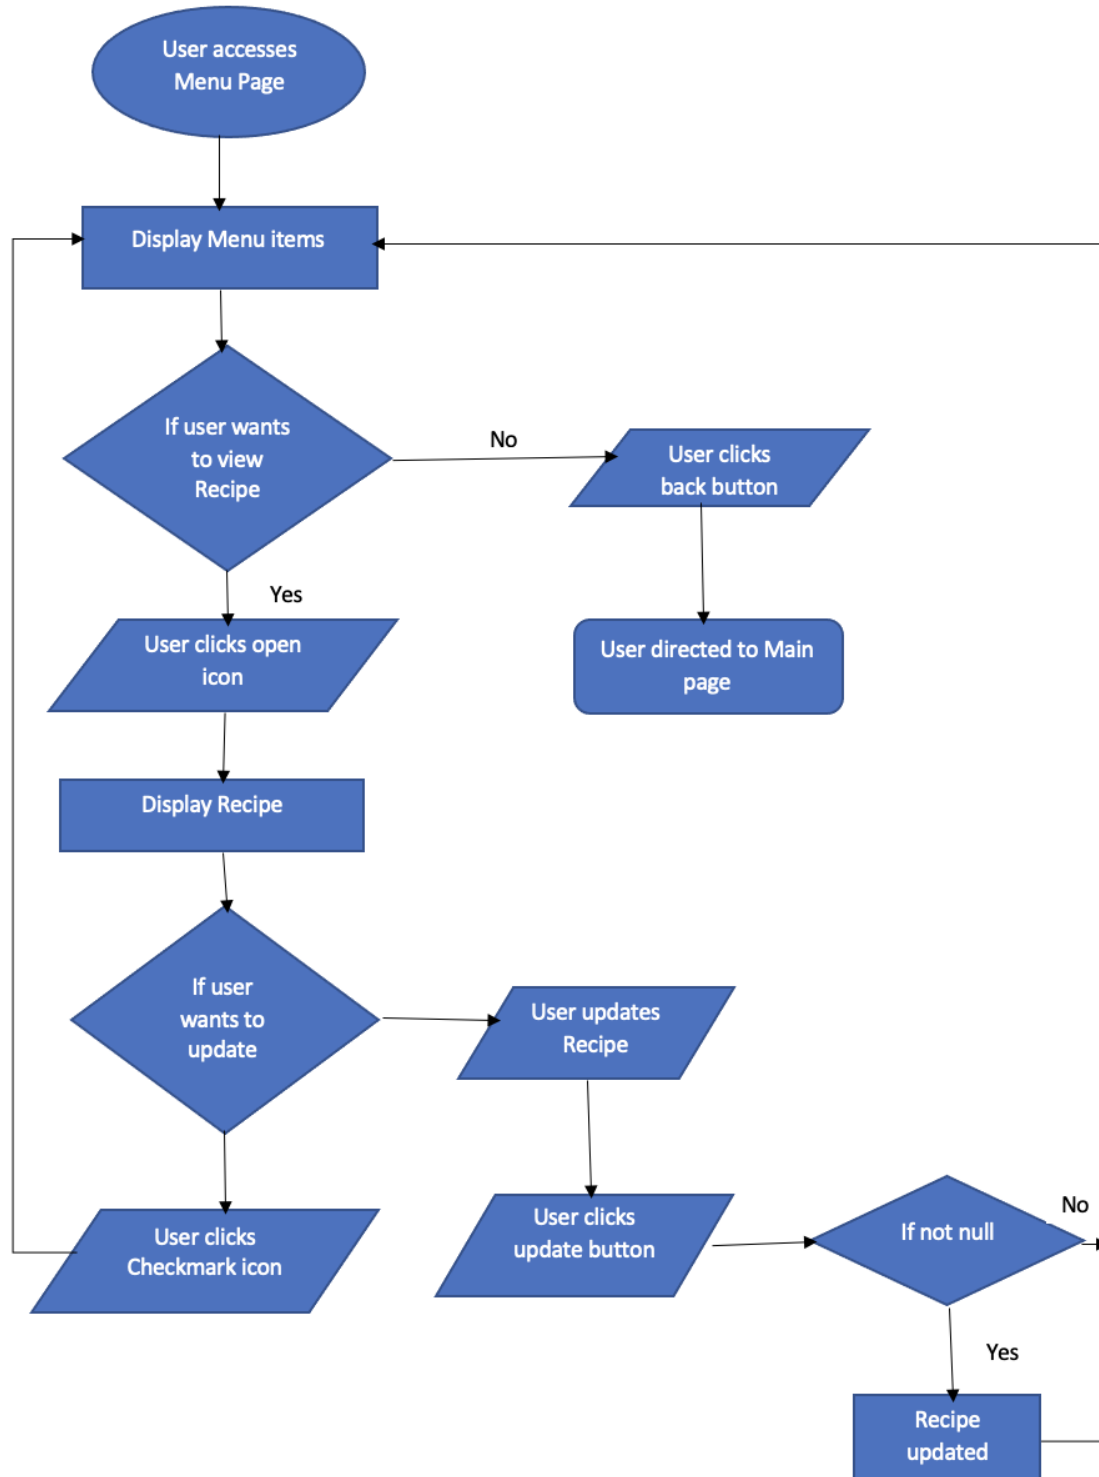 User accesses
Menu Page
Display Menu items
If user wants
to view
Recipe
No
User clicks
back button
Yes
User clicks open
icon
User directed to Main
page
Display Recipe
If user
wants to
update
User updates
Recipe
User clicks
Checkmark icon
User clicks
update button
If not null
No
Yes
Recipe
updated